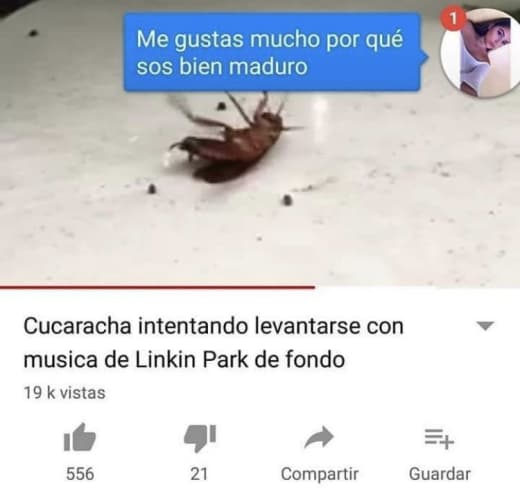 1
Me gustas mucho por qué
sos bien maduro
Cucaracha intentando levantarse con
musica de Linkin Park de fondo
19 k vistas
556
21
Compartir
Guardar